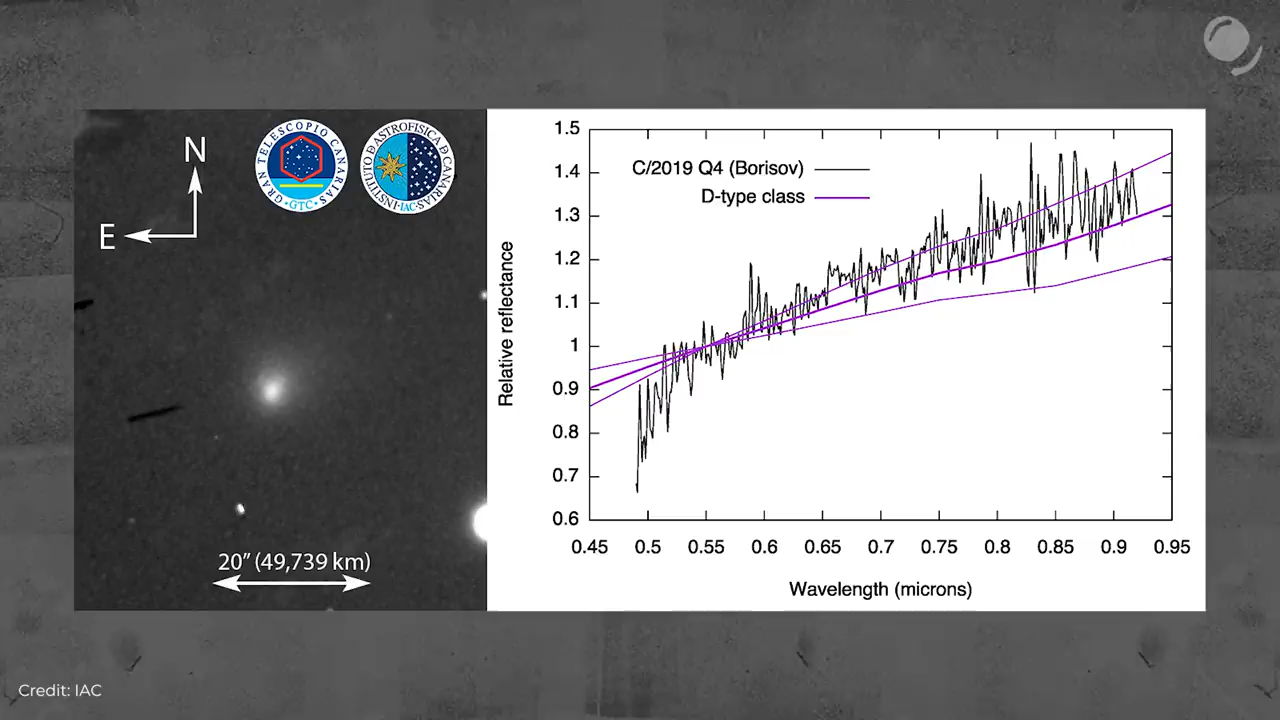 N
E
GRAN TELESCOPIO CANARIAS
·GTC·
INSTITUTO D ASTROFISICA D CANARIAS
·IAC·
20” (49,739 km)
C/2019 Q4 (Borisov)
D-type class
Relative reflectance
1.5
1.4
1.3
1.2
1.1
1
0.9
0.8
0.7
0.6
0.45 0.5 0.55 0.6 0.65 0.7 0.75 0.8 0.85 0.9 0.95
Wavelength (microns)
Credit: IAC